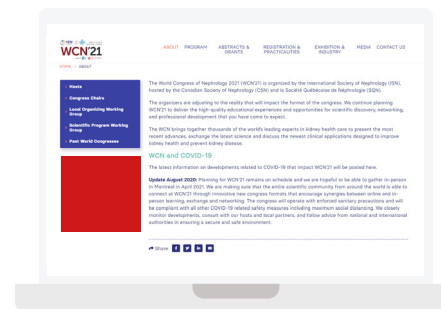 WCN'21
ABOUT PROGRAM ABSTRACTS & GRANTS REGISTRATION & PRACTICALITIES EXHIBITION & INDUSTRY MEDIA CONTACT US
HOME > ABOUT
Hosts
Congress Chairs
Local Organizing Working Group
Scientific Program Working Group
Past World Congresses
The World Congress of Nephrology 2021 (WCN'21) is organized by the International Society of Nephrology (ISN),
hosted by the Canadian Society of Nephrology (CSN) and la Société Québécoise de Néphrologie (SQN).
The organizers are adjusting to the reality that will impact the format of the congress. We continue planning
WCN'21 to deliver the high-quality educational experiences and opportunities for scientific discovery, networking,
and professional development that you have come to expect.
The WCN brings together thousands of the world's leading experts in kidney health care to present the most
recent advances, exchange the latest science and discuss the newest clinical applications designed to improve
kidney health and prevent kidney disease.
WCN and COVID-19
The latest information on developments related to COVID-19 that impact WCN'21 will be posted here.
Update August 2020: Planning for WCN'21 remains on schedule and we are hopeful to be able to gather in-person
in Montreal in April 2021. We are making sure that the entire scientific community from around the world is able to
connect at WCN'21 through innovative new congress formats that encourage synergies between online and in-
person learning, exchange and networking. The congress will operate with enforced sanitary precautions and will
be compliant with all other COVID-19 related safety measures including maximum social distancing. We closely
monitor developments, consult with our hosts and local partners, and follow advice from national and international
authorities in ensuring a secure and safe environment.
Share